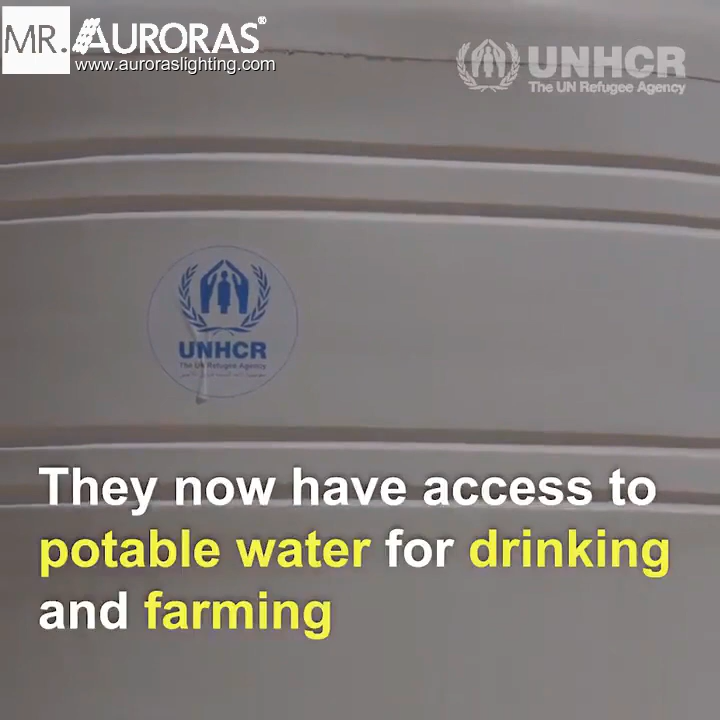 MR. AURORAS®
www.auroraslighting.com
UNHCR
The UN Refugee Agency
UNHCR
The UN Refugee Agency
They now have access to
potable water for drinking
and farming